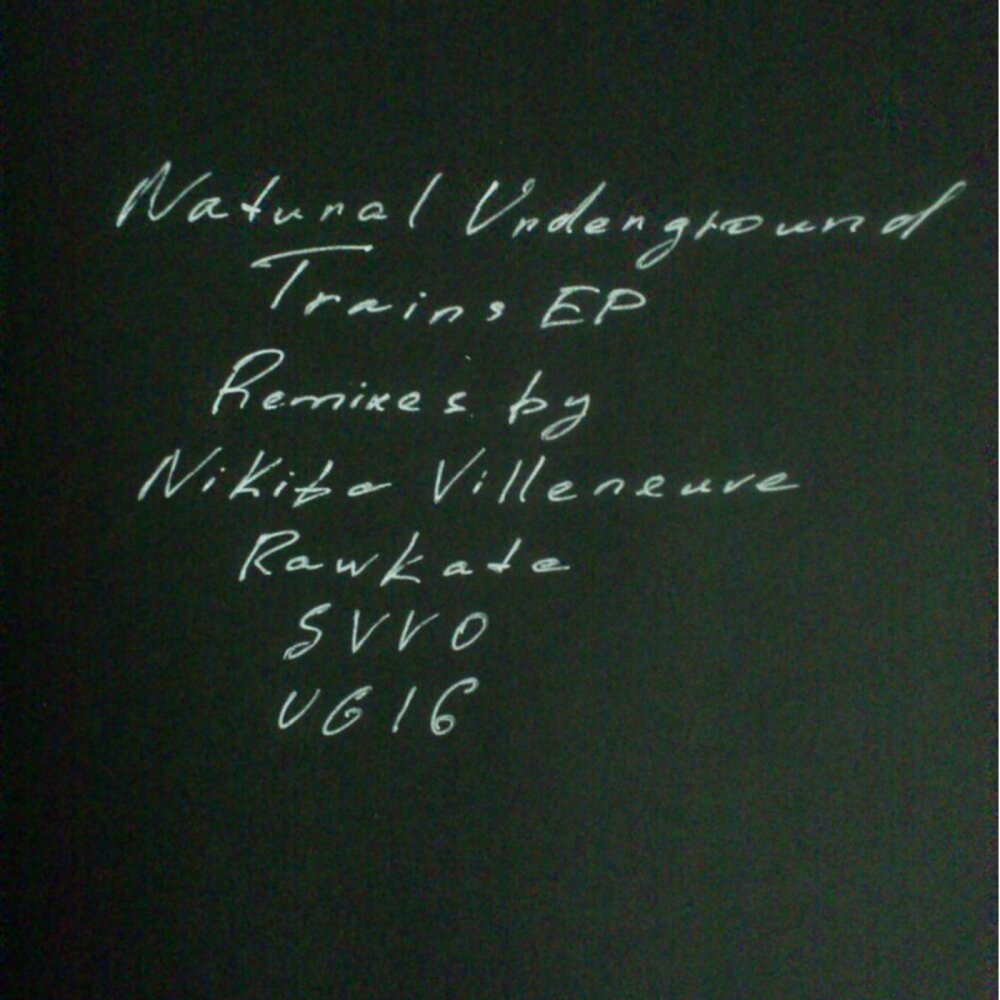 Natural Underground
Trains EP
Remixes by
Nikita Villeneuve
Rawkate
SVVO
UG16